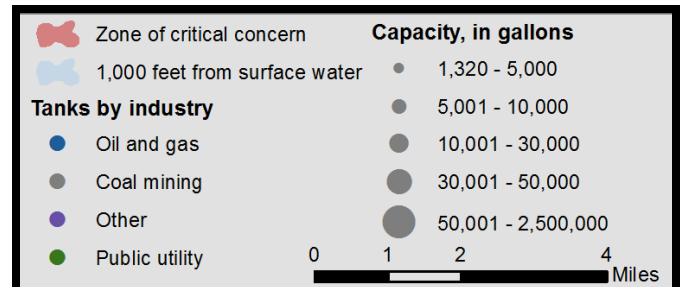 Zone of critical concern
1,000 feet from surface water
Tanks by industry
Oil and gas
Coal mining
Other
Public utility
Capacity, in gallons
1,320 - 5,000
5,001 - 10,000
10,001 - 30,000
30,001 - 50,000
50,001 - 2,500,000
0 1 2 4
Miles